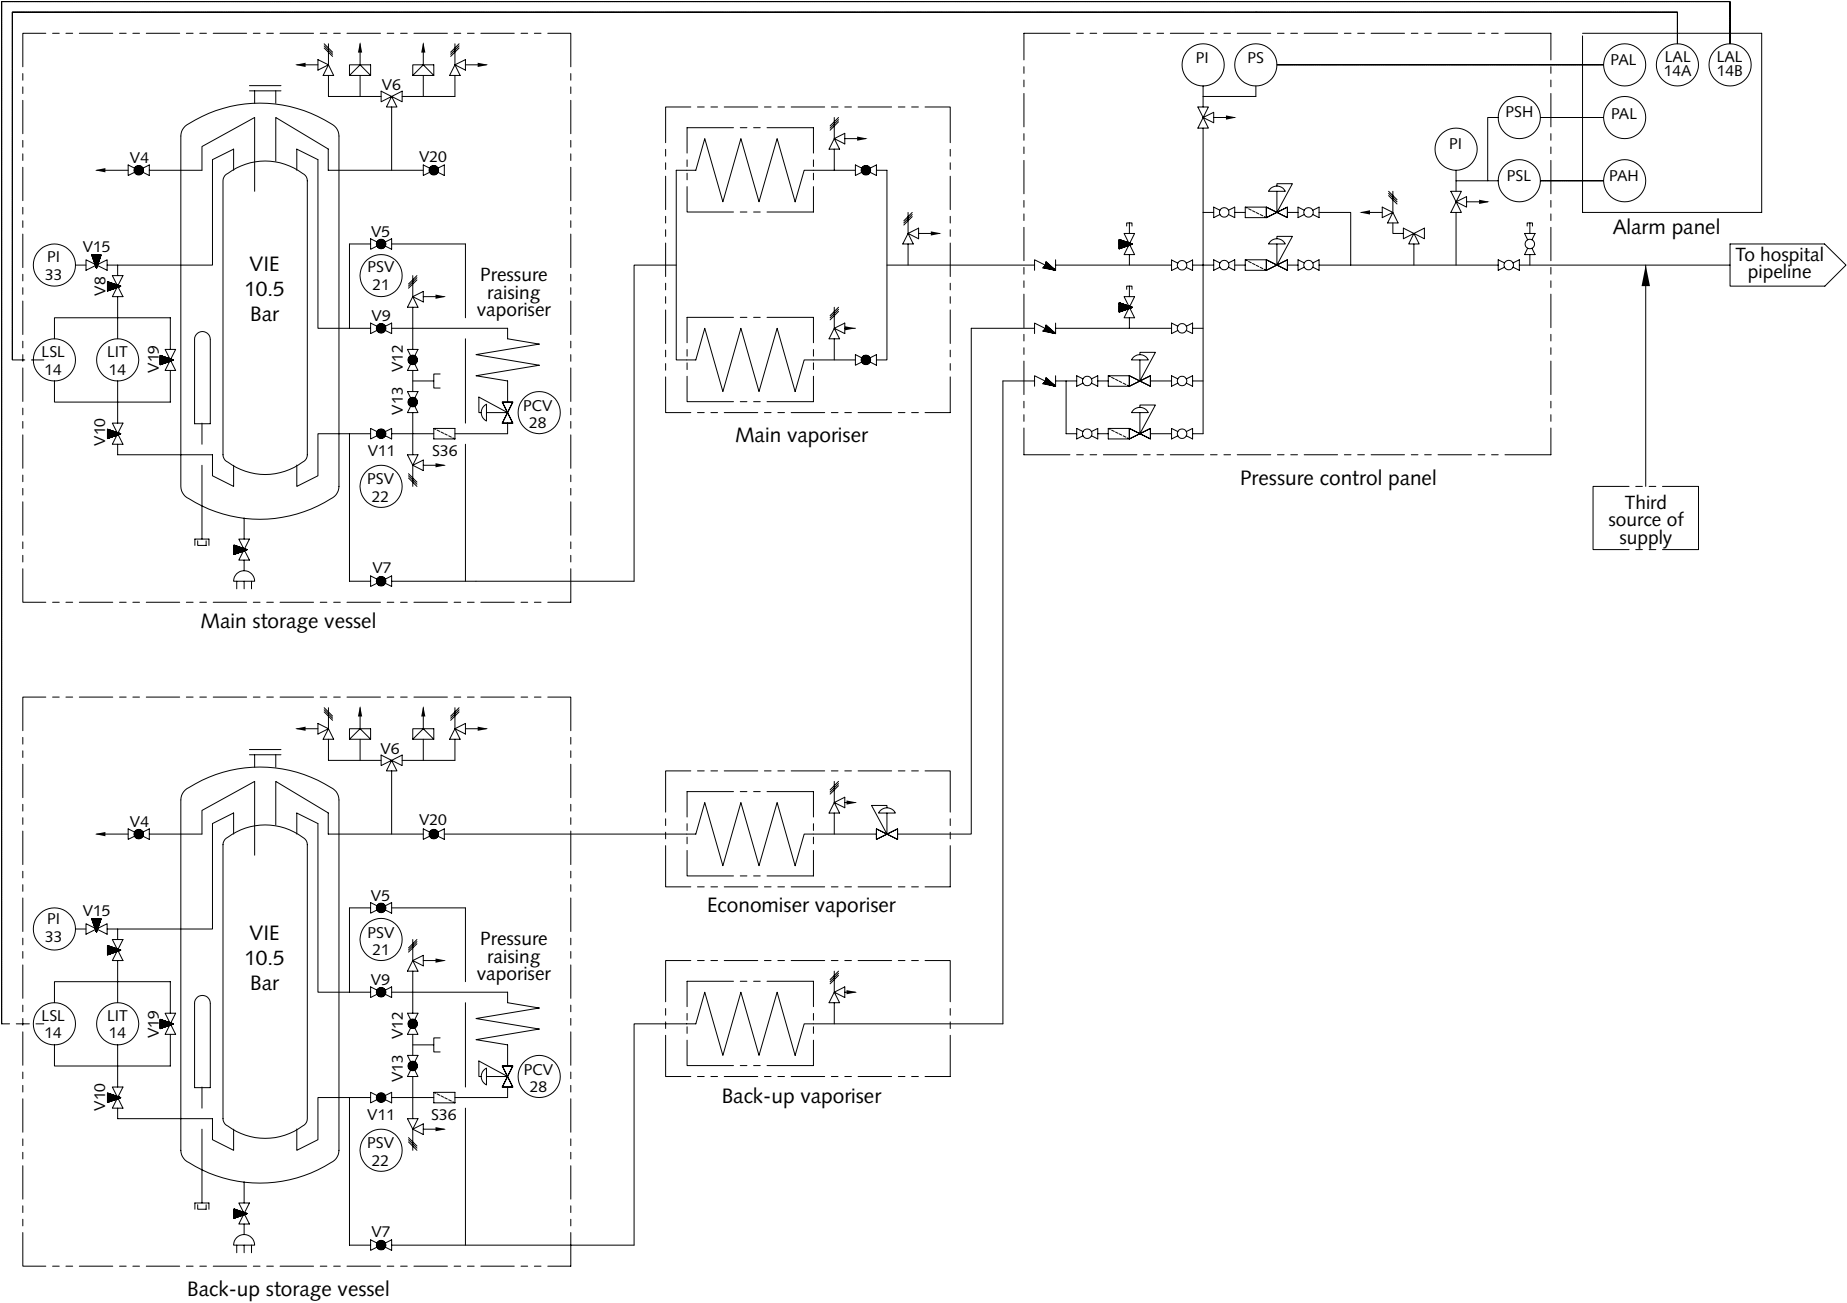 V6
V4
V20
V15
PI
33
V8
VIE
10.5
Bar
V5
PSV
21
Pressure
raising
vaporiser
V9
LSL
14
LIT
14
V19
V12
V13
PCV
28
V10
V11
S36
PSV
22
V7
Main storage vessel
Main vaporiser
PI
PS
PI
PSH
PSL
Pressure control panel
PAL
LAL
14A
LAL
14B
PAL
PAH
Alarm panel
To hospital
pipeline
Third
source of
supply
V6
V4
V20
V15
PI
33
VIE
10.5
Bar
V5
PSV
21
Pressure
raising
vaporiser
V9
LSL
14
LIT
14
V19
V12
V13
PCV
28
V10
V11
S36
PSV
22
V7
Back-up storage vessel
Economiser vaporiser
Back-up vaporiser